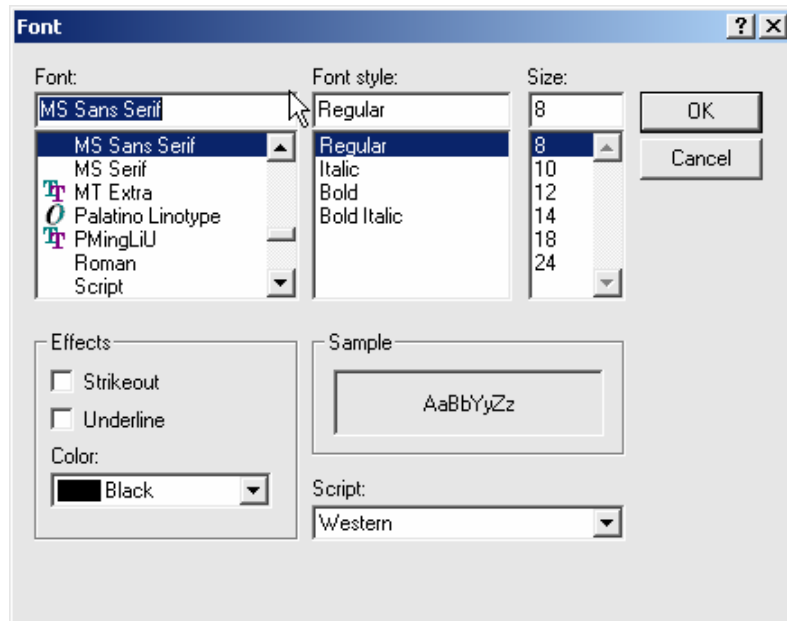 Font
Font:
MS Sans Serif
MS Sans Serif
MS Serif
MT Extra
Palatino Linotype
PMingLiU
Roman
Script
Font style:
Regular
Regular
Italic
Bold
Bold Italic
Size:
8
8
10
12
14
18
24
OK
Cancel
Effects
Strikeout
Underline
Color:
Black
Sample
AaBbYyZz
Script:
Western